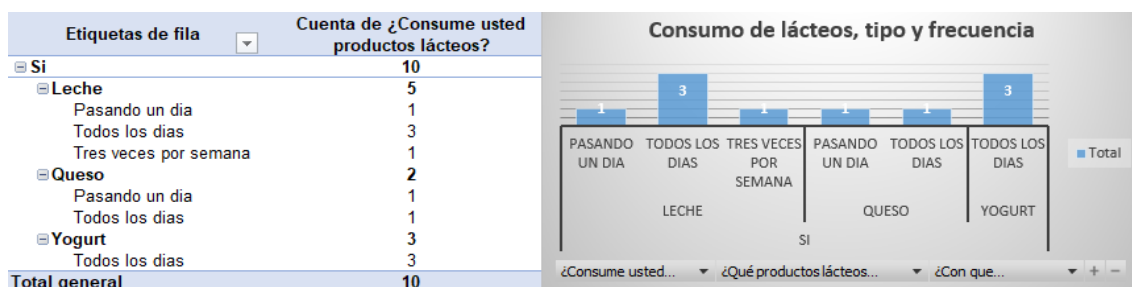 Etiquetas de fila
Cuenta de ¿Consume usted
productos lácteos?
Si 10
Leche 5
Pasando un dia 1
Todos los dias 3
Tres veces por semana 1
Queso 2
Pasando un dia 1
Todos los dias 1
Yogurt 3
Todos los dias 3
Total general 10
Consumo de lácteos, tipo y frecuencia
1 3 1 1 1 3
PASANDO UN DIA
TODOS LOS DIAS
TRES VECES POR SEMANA
PASANDO UN DIA
TODOS LOS DIAS
TODOS LOS DIAS
LECHE QUESO YOGURT
SI
Total
¿Consume usted... ¿Qué productos lácteos... ¿Con que... + −